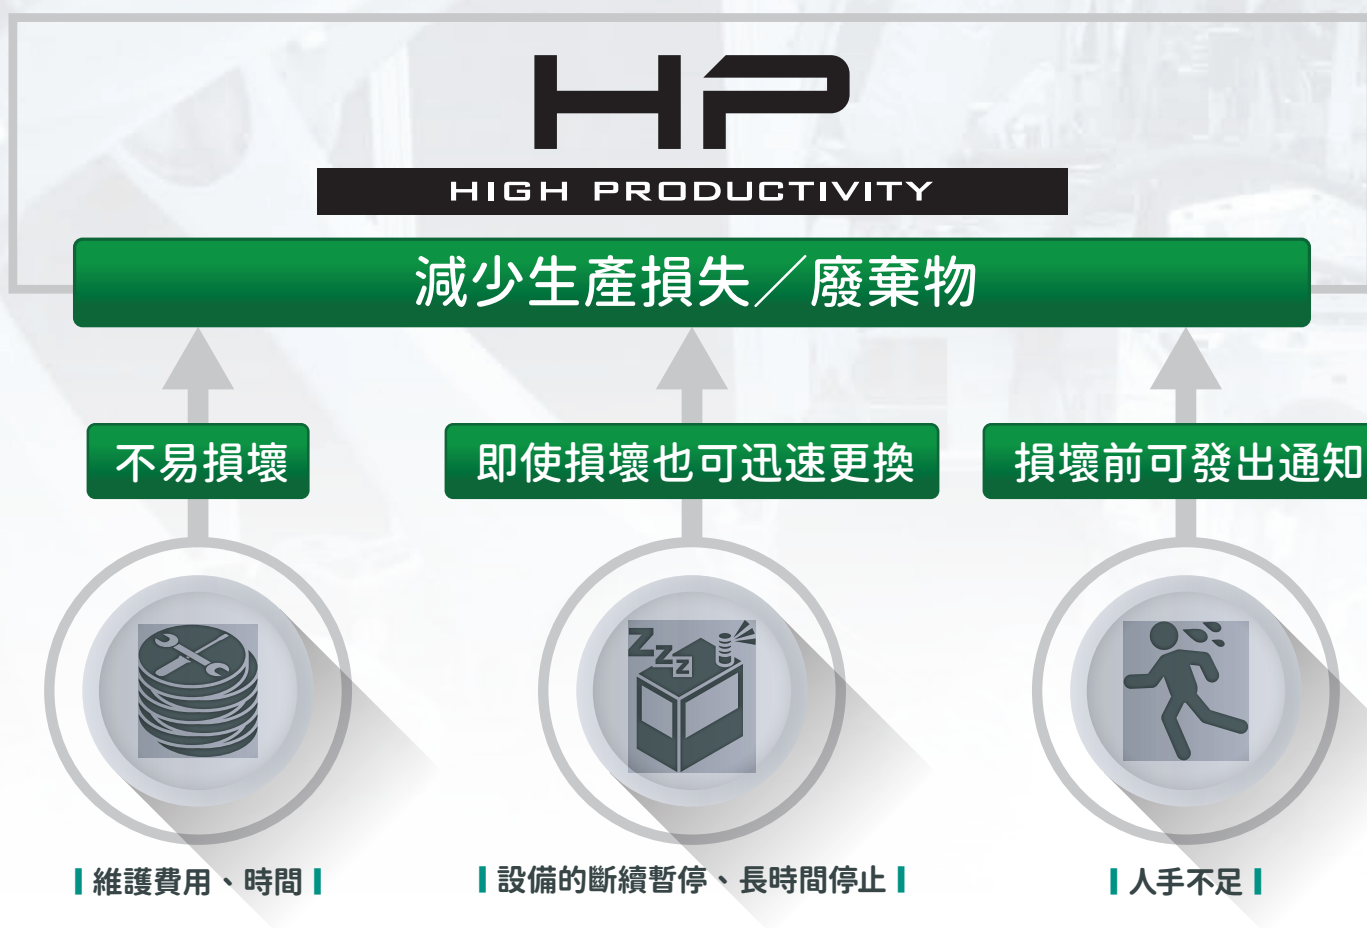 HP
HIGH PRODUCTIVITY
減少生產損失／廢棄物
不易損壞
即使損壞也可迅速更換
損壞前可發出通知
ZZZ
維護費用、時間
設備的斷續暫停、長時間停止
人手不足